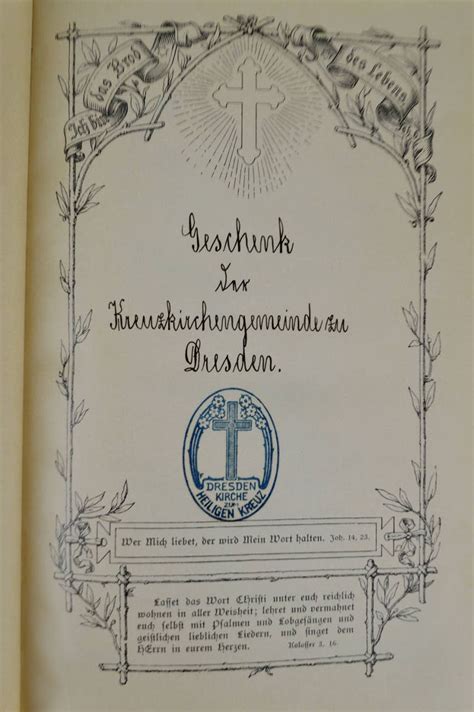 Ich bin das Brod des Lebens
Geschenk
der
Kreuzkirchengemeinde zu
Dresden.
DRESDEN
KIRCHE
ZUM
HEILIGEN KREUZ
Wer Mich liebet, der wird Mein Wort halten. Joh. 14, 23.
Lasset das Wort Christi unter euch reichlich
wohnen in aller Weisheit; lehret und vermahnet
euch selbst mit Psalmen und Lobgesängen und
geistlichen lieblichen Liedern, und singet dem
HErrn in eurem Herzen. Kolosser 3, 16.